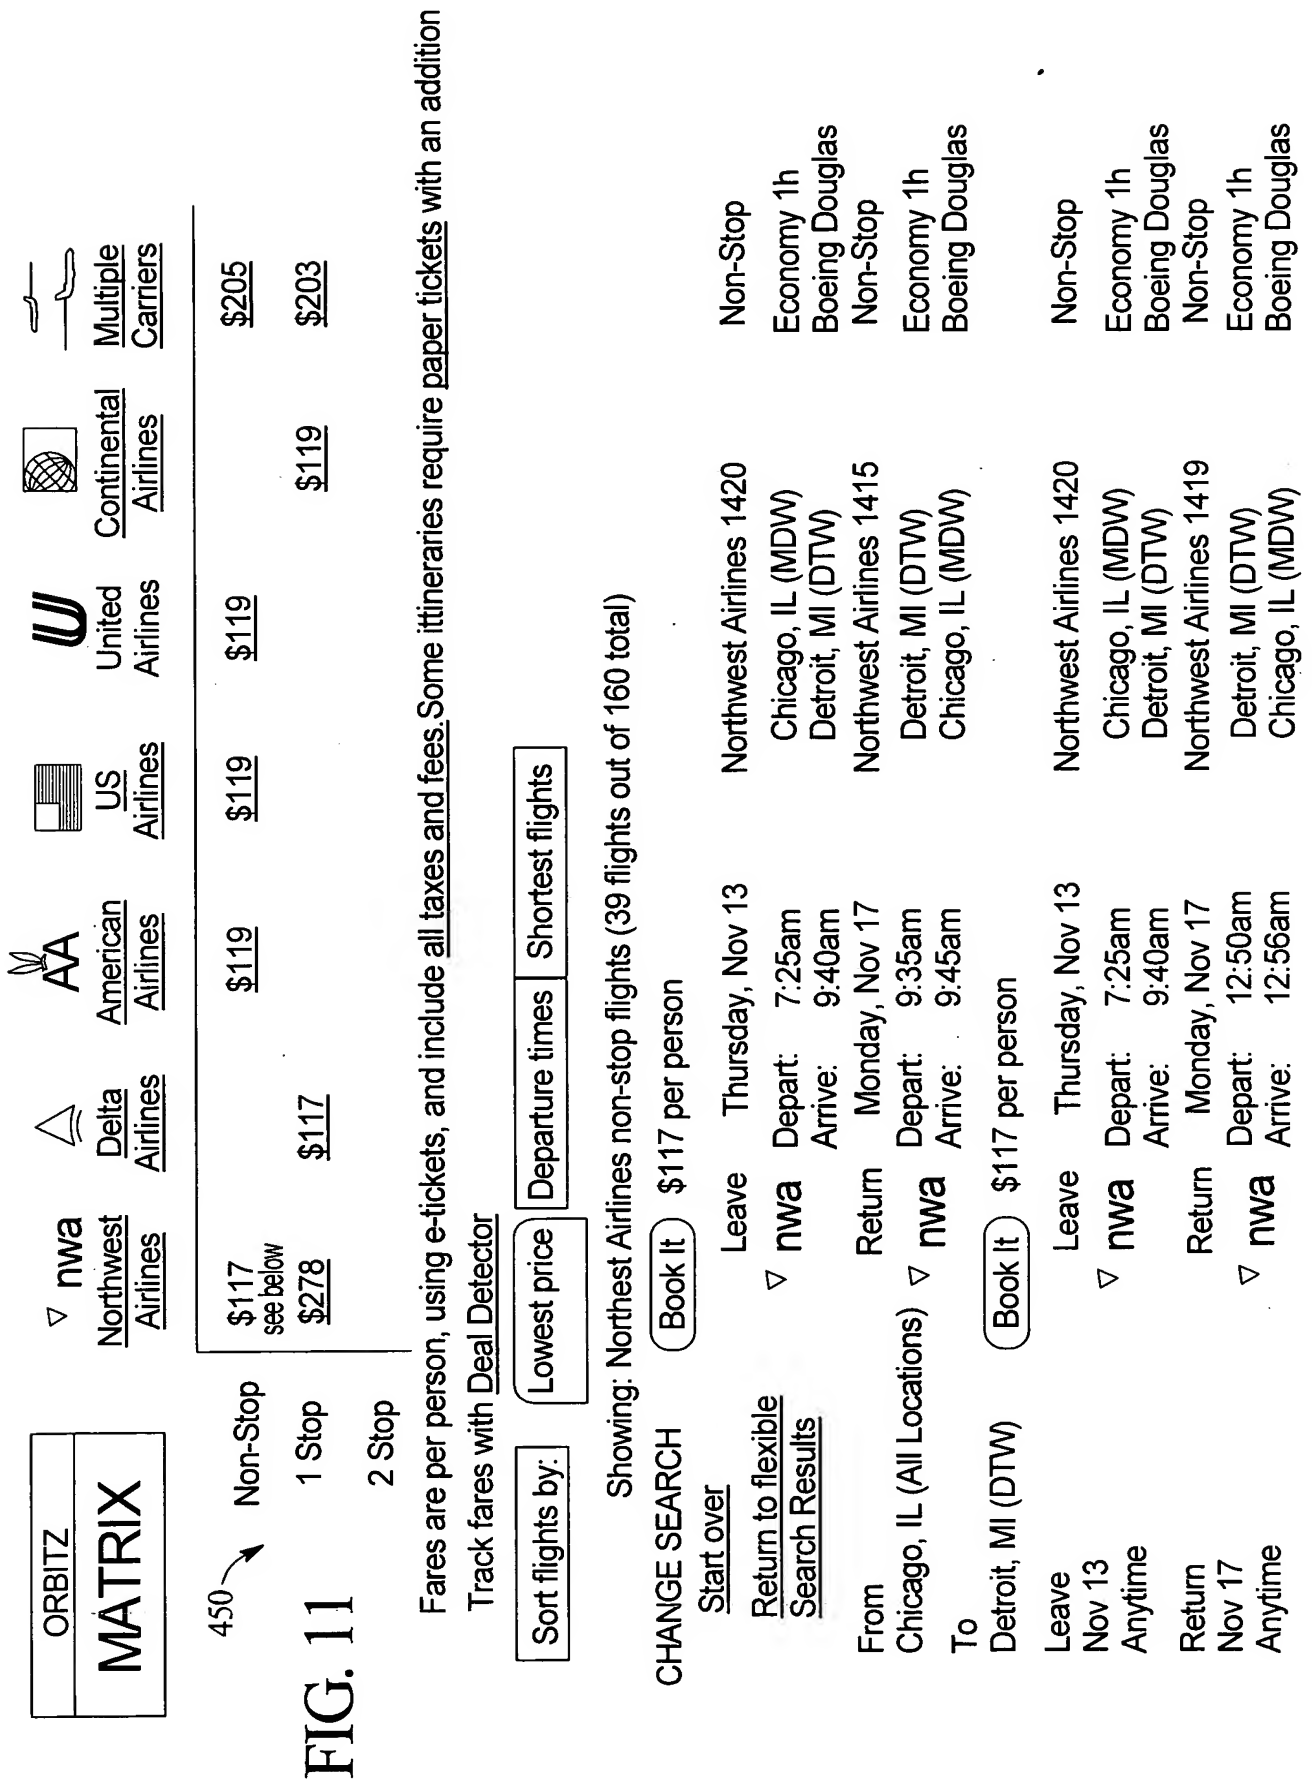 ORBITZ
MATRIX
nwa
Northwest
Airlines
Delta
Airlines
AA
American
Airlines
US
Airlines
United
Airlines
Continental
Airlines
Multiple
Carriers
450
Non-Stop
$117
see below
$119
$119
$119
$205
1 Stop
$278
$117
$119
$203
2 Stop
FIG. 11
Fares are per person, using e-tickets, and include all taxes and fees.Some ittineraries require paper tickets with an addition
Track fares with Deal Detector
Sort flights by:
Lowest price
Departure times
Shortest flights
Showing: Northest Airlines non-stop flights (39 flights out of 160 total)
CHANGE SEARCH
Start over
Return to flexible
Search Results
From
Chicago, IL (All Locations)
To
Detroit, MI (DTW)
Leave
Nov 13
Anytime
Return
Nov 17
Anytime
Book It $117 per person
Leave Thursday, Nov 13 Northwest Airlines 1420 Non-Stop
nwa Depart: 7:25am Chicago, IL (MDW) Economy 1h
Arrive: 9:40am Detroit, MI (DTW) Boeing Douglas
Return Monday, Nov 17 Northwest Airlines 1415 Non-Stop
nwa Depart: 9:35am Detroit, MI (DTW) Economy 1h
Arrive: 9:45am Chicago, IL (MDW) Boeing Douglas
Book It $117 per person
Leave Thursday, Nov 13 Northwest Airlines 1420 Non-Stop
nwa Depart: 7:25am Chicago, IL (MDW) Economy 1h
Arrive: 9:40am Detroit, MI (DTW) Boeing Douglas
Return Monday, Nov 17 Northwest Airlines 1419 Non-Stop
nwa Depart: 12:50am Detroit, MI (DTW) Economy 1h
Arrive: 12:56am Chicago, IL (MDW) Boeing Douglas